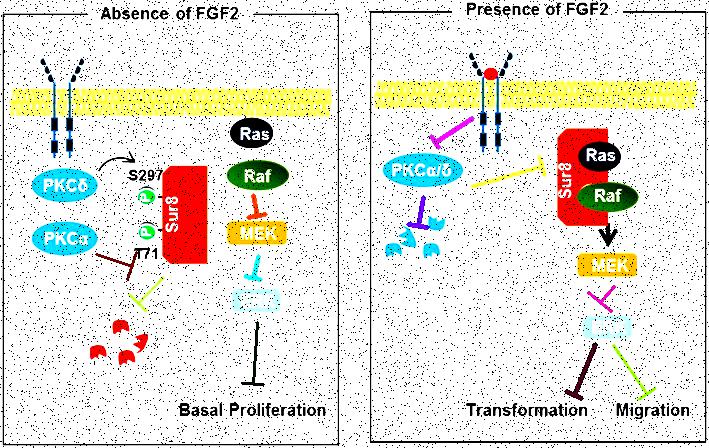 Absence of FGF2
Presence of FGF2
Ras
S297
PKCδ
Raf
Sur8
PKCα
MEK
T71
Basal Proliferation
Ras
PKCα/δ
Sur8
Raf
MEK
Transformation
Migration